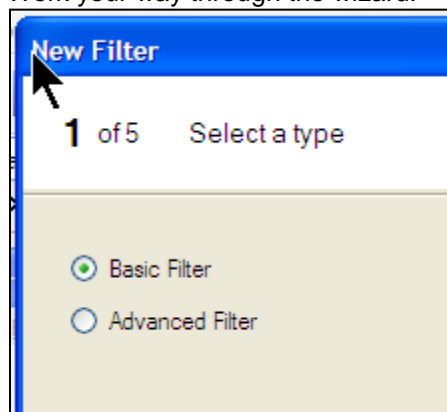 Work your way through the wizard.
New Filter
1 of 5 Select a type
Basic Filter
Advanced Filter